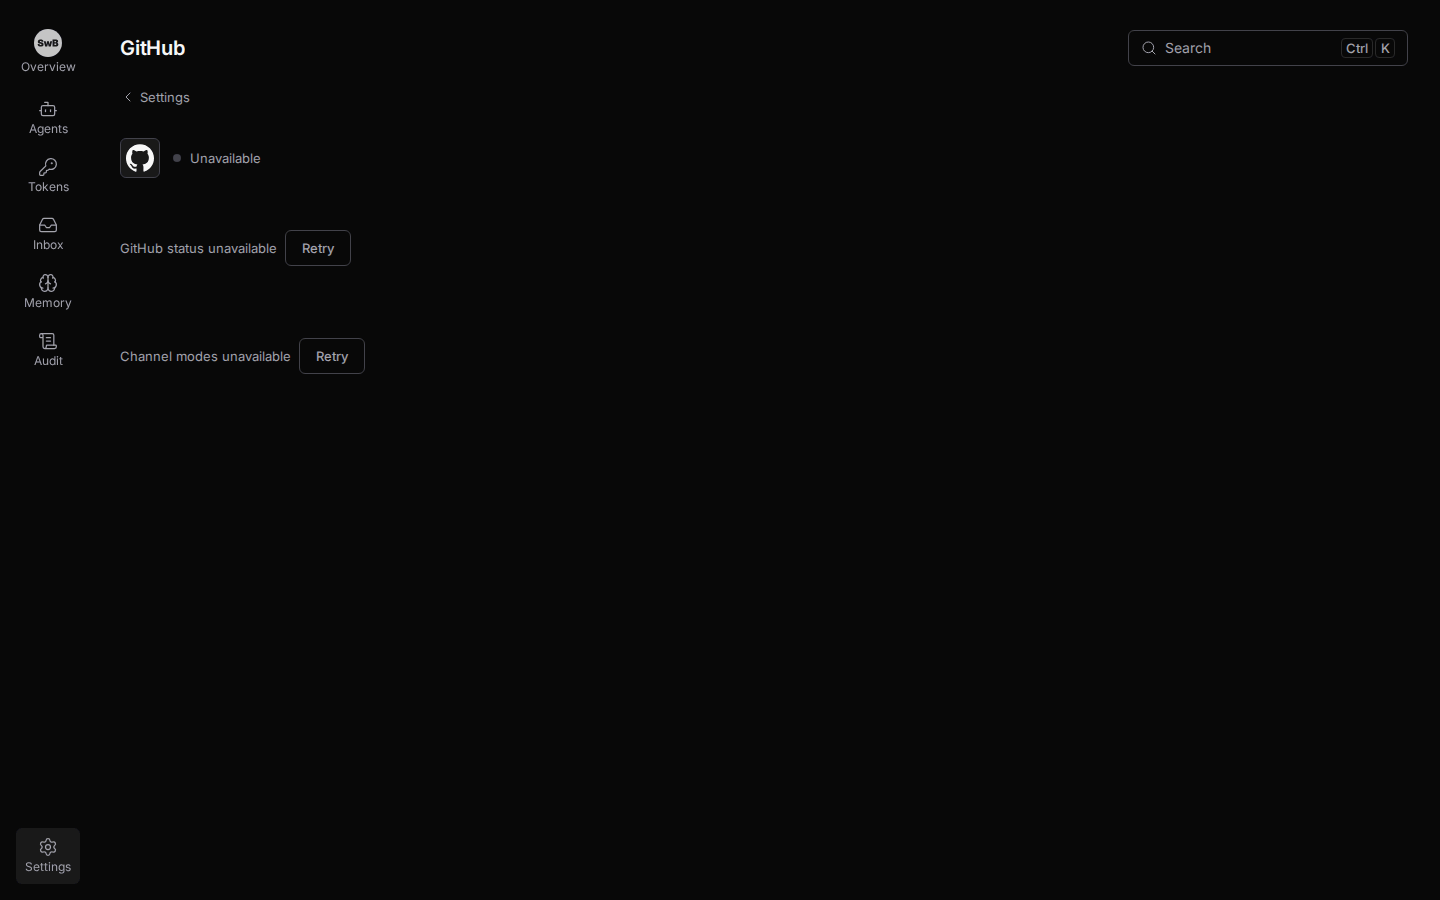 SwB
Overview
Agents
Tokens
Inbox
Memory
Audit
Settings
GitHub
Search Ctrl K
Settings
Unavailable
GitHub status unavailable Retry
Channel modes unavailable Retry